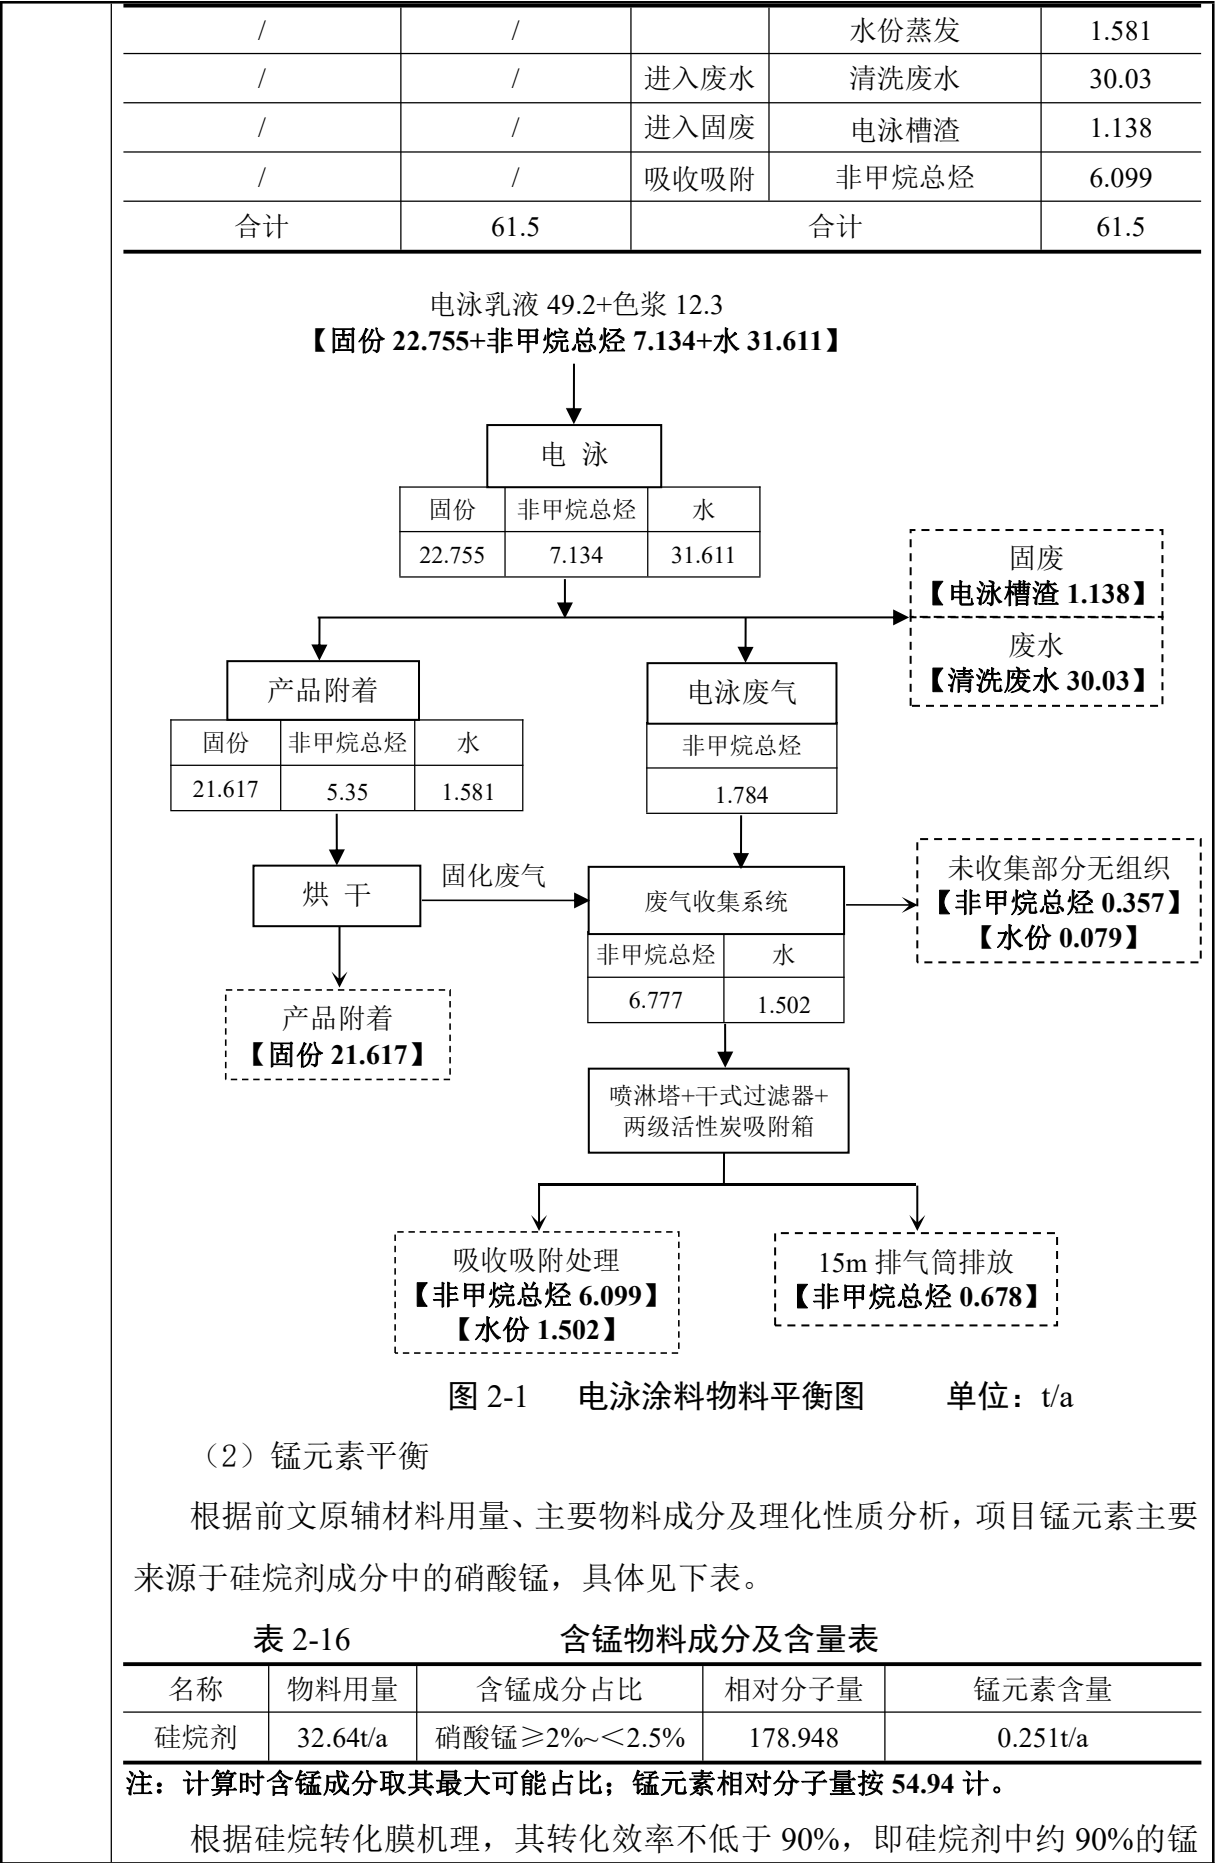 / / 水份蒸发 1.581
/ / 进入废水 清洗废水 30.03
/ / 进入固废 电泳槽渣 1.138
/ / 吸收吸附 非甲烷总烃 6.099
合计 61.5 合计 61.5
电泳乳液 49.2+色浆 12.3
【固份 22.755+非甲烷总烃 7.134+水 31.611】
电 泳
固份 非甲烷总烃 水
22.755 7.134 31.611
固废
【电泳槽渣 1.138】
废水
【清洗废水 30.03】
产品附着
固份 非甲烷总烃 水
21.617 5.35 1.581
电泳废气
非甲烷总烃
1.784
烘 干
固化废气
废气收集系统
非甲烷总烃 水
6.777 1.502
未收集部分无组织
【非甲烷总烃 0.357】
【水份 0.079】
产品附着
【固份 21.617】
喷淋塔+干式过滤器+
两级活性炭吸附箱
吸收吸附处理
【非甲烷总烃 6.099】
【水份 1.502】
15m 排气筒排放
【非甲烷总烃 0.678】
图 2-1 电泳涂料物料平衡图 单位：t/a
（2）锰元素平衡
根据前文原辅材料用量、主要物料成分及理化性质分析，项目锰元素主要
来源于硅烷剂成分中的硝酸锰，具体见下表。
表 2-16 含锰物料成分及含量表
名称 物料用量 含锰成分占比 相对分子量 锰元素含量
硅烷剂 32.64t/a 硝酸锰≥2%~＜2.5% 178.948 0.251t/a
注：计算时含锰成分取其最大可能占比；锰元素相对分子量按 54.94 计。
根据硅烷转化膜机理，其转化效率不低于 90%，即硅烷剂中约 90%的锰